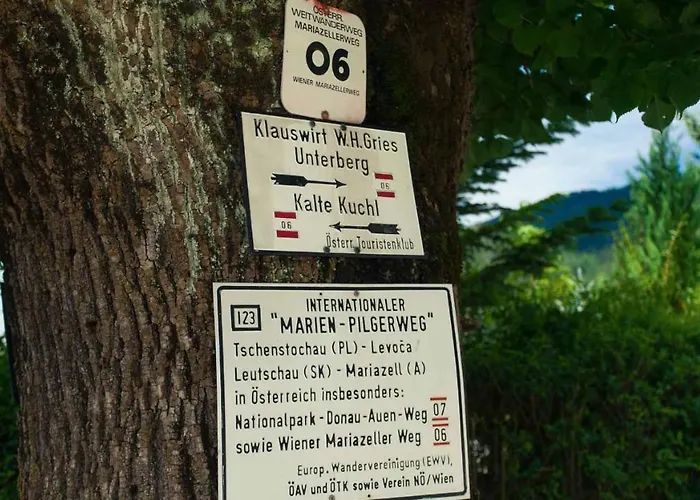 ÖSTERR.
WEITWANDERWEG
MARIAZELLERWEG
06
WIENER MARIAZELLERWEG
Klauswirt W.H.Gries
Unterberg
06
Kalte Kuchl
06
Österr. Touristenklub
123 INTERNATIONALER
"MARIEN-PILGERWEG"
Tschenstochau (PL) - Levoča
Leutschau (SK) - Mariazell (A)
in Österreich insbesonders:
Nationalpark-Donau-Auen-Weg 07
sowie Wiener Mariazeller Weg 06
Europ. Wandervereinigung (EWV),
ÖAV und ÖTK sowie Verein NÖ/Wien